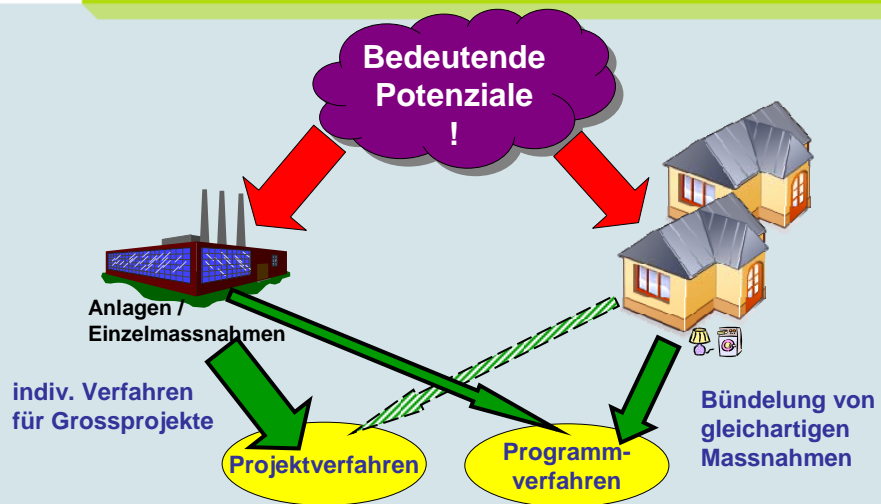 Bedeutende
Potenziale
!
Anlagen /
Einzelmassnahmen
indiv. Verfahren
für Grossprojekte
Projektverfahren
Programm-
verfahren
Bündelung von
gleichartigen
Massnahmen